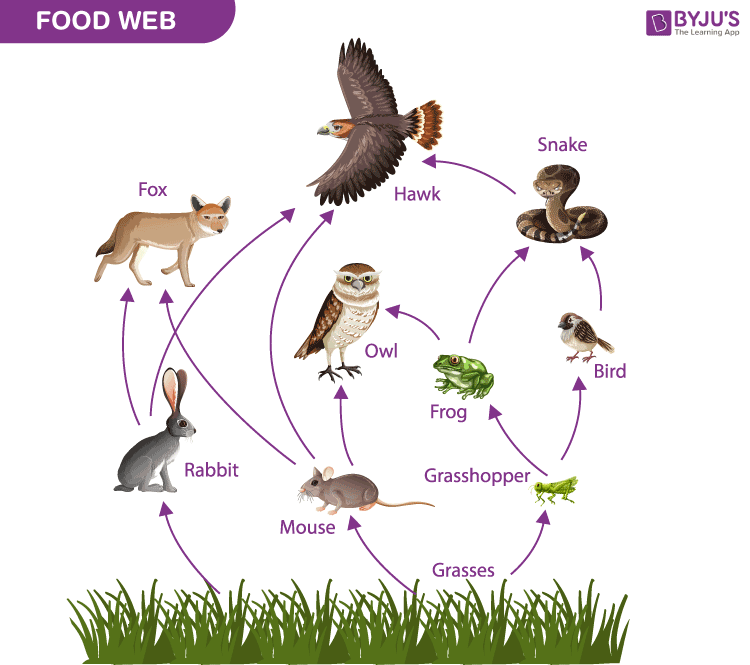 FOOD WEB
BYJU'S
The Learning App
Snake
Fox
Hawk
Owl
Bird
Frog
Rabbit
Grasshopper
Mouse
Grasses